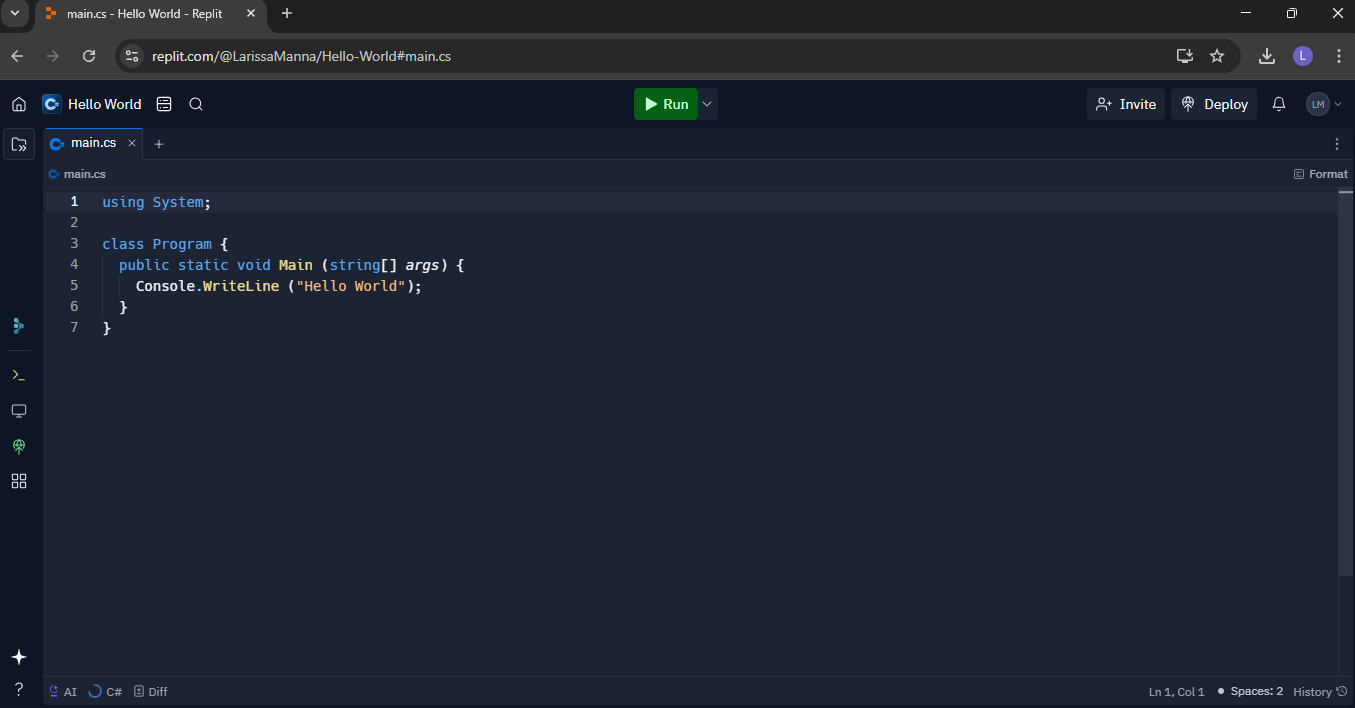 main.cs - Hello World - Replit
replit.com/@LarissaManna/Hello-World#main.cs
L
Hello World
Run
Invite
Deploy
LM
main.cs
main.cs
Format
1 using System;
2
3 class Program {
4 public static void Main (string[] args) {
5 Console.WriteLine ("Hello World");
6 }
7 }
AI C# Diff
Ln 1, Col 1 • Spaces: 2 History